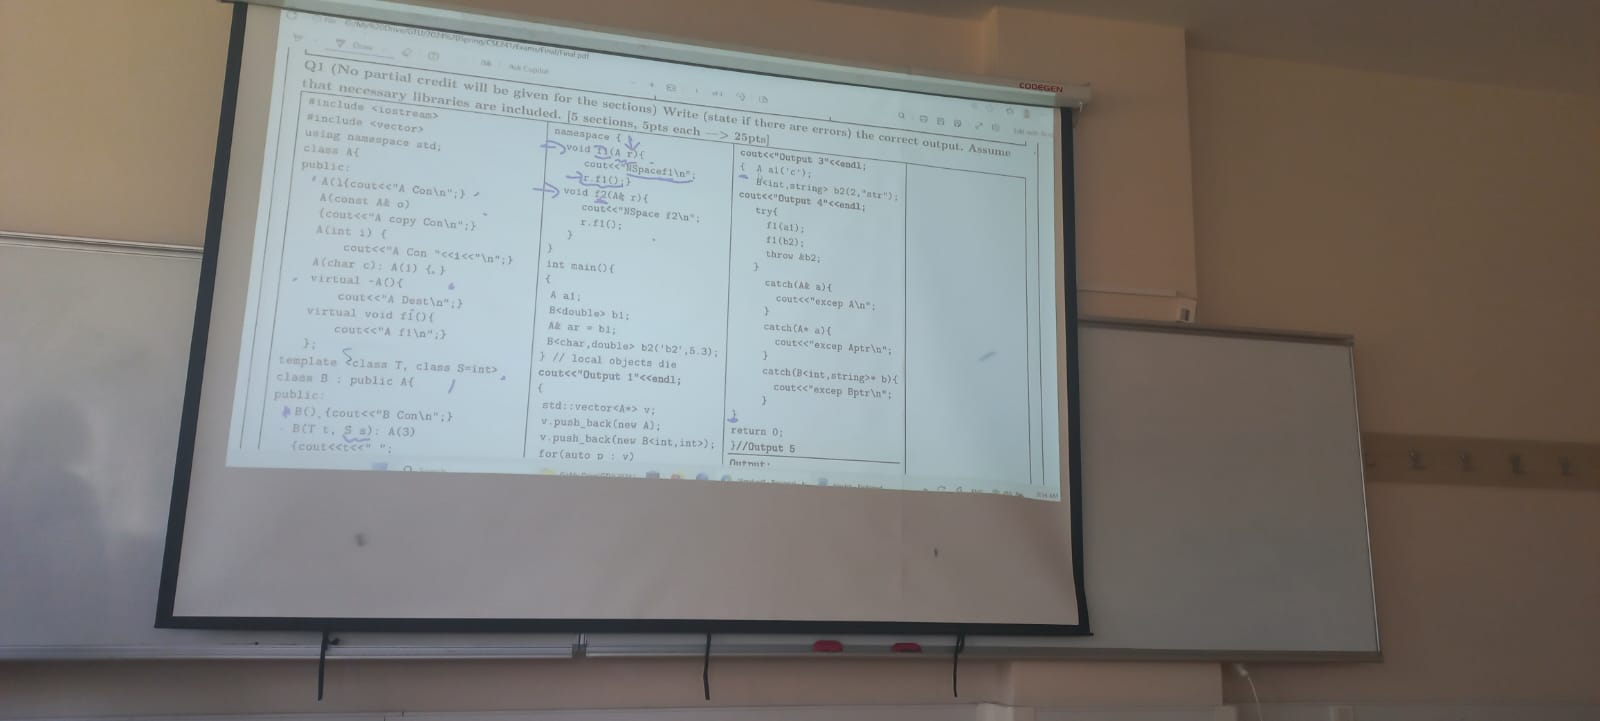 CODEGEN
Draw
Ask Copilot
Q1 (No partial credit will be given for the sections) Write (state if there are errors) the correct output. Assume
that necessary libraries are included. [5 sections, 5pts each —> 25pts]
#include <iostream>
#include <vector>
using namespace std;
class A{
public:
A(){cout<<"A Con\n";}
A(const A& o)
{cout<<"A copy Con\n";}
A(int i) {
cout<<"A Con "<<i<<"\n";}
A(char c): A(1) {}
virtual ~A(){
cout<<"A Dest\n";}
virtual void f1(){
cout<<"A f1\n";}
};
template <class T, class S=int>
class B : public A{
public:
B() {cout<<"B Con\n";}
B(T t, S s): A(3)
{cout<<t<<" ";
namespace {
void f1(A r){
cout<<"NSpacef1\n";
r.f1();}
void f2(A& r){
cout<<"NSpace f2\n";
r.f1();
}
}
int main(){
{
A a1;
B<double> b1;
A& ar = b1;
B<char,double> b2('b2',5.3);
} // local objects die
cout<<"Output 1"<<endl;
{
std::vector<A*> v;
v.push_back(new A);
v.push_back(new B<int,int>);
for(auto p : v)
cout<<"Output 3"<<endl;
{ A a1('c');
B<int,string> b2(2,"str");
cout<<"Output 4"<<endl;
try{
f1(a1);
f1(b2);
throw &b2;
}
catch(A& a){
cout<<"excep A\n";
}
catch(A* a){
cout<<"excep Aptr\n";
}
catch(B<int,string>* b){
cout<<"excep Bptr\n";
}
}
return 0;
}//Output 5
Output: